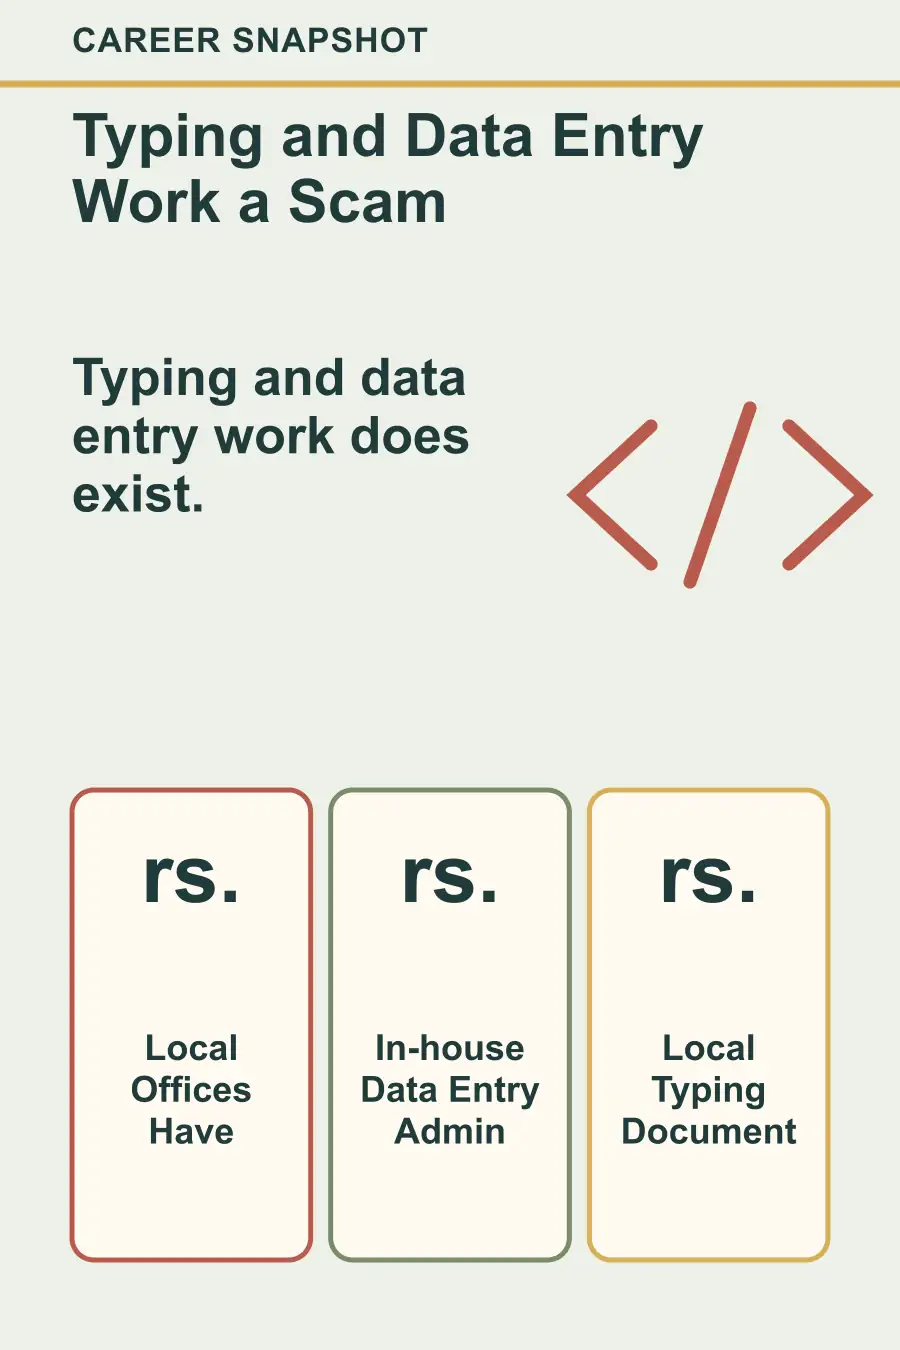 CAREER SNAPSHOT
Typing and Data Entry
Work a Scam
Typing and data
entry work does
exist.
rs.
Local
Offices
Have
rs.
In-house
Data Entry
Admin
rs.
Local
Typing
Document